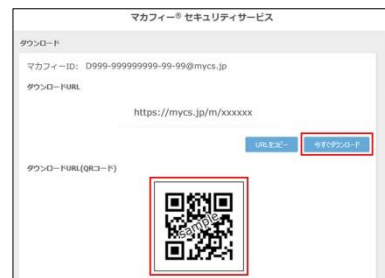 マカフィー® セキュリティサービス
ダウンロード
マカフィーID: D999-999999999-99-99@mycs.jp
ダウンロードURL
https://mycs.jp/m/xxxxxx
URLをコピー 今すぐダウンロード
ダウンロードURL(QRコード)
sample